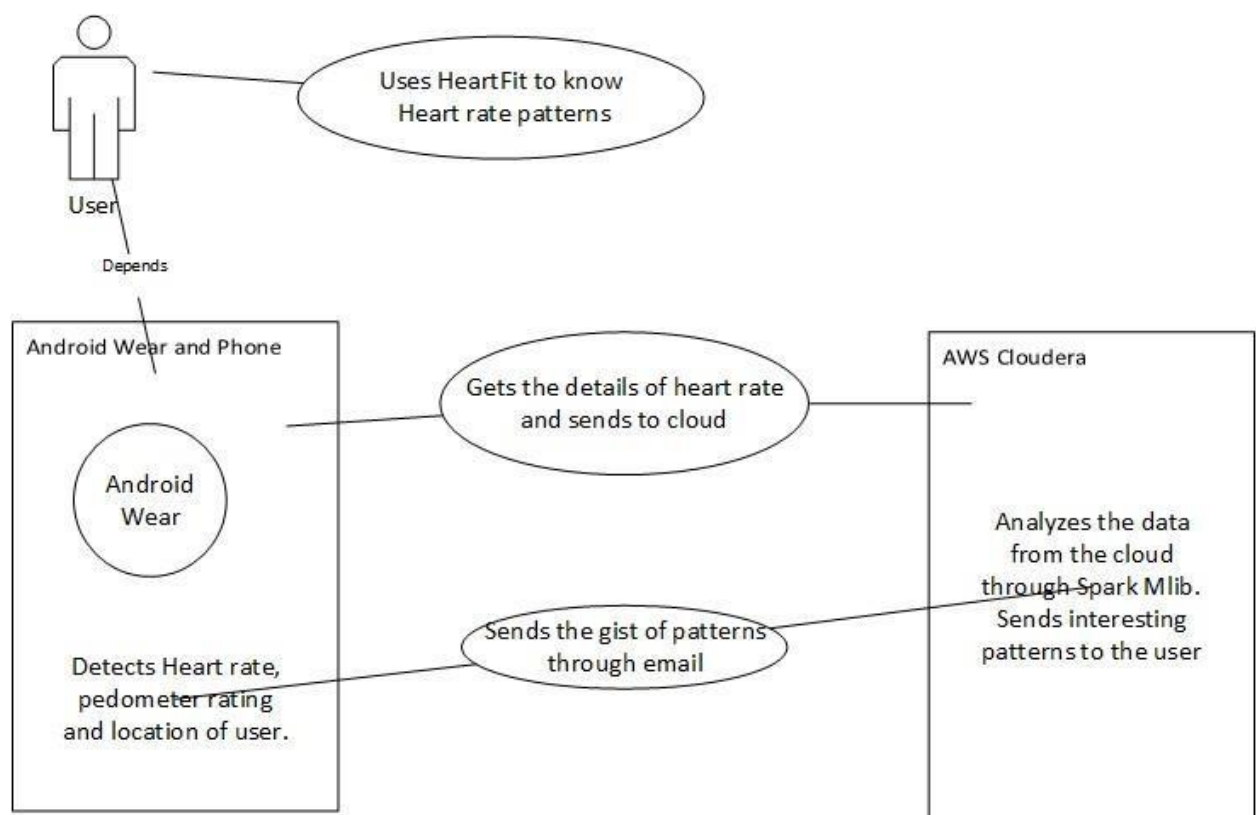 Uses HeartFit to know
Heart rate patterns
User
Depends
Android Wear and Phone
Android
Wear
Detects Heart rate,
pedometer rating
and location of user.
Gets the details of heart rate
and sends to cloud
Sends the gist of patterns
through email
AWS Cloudera
Analyzes the data
from the cloud
through Spark Mlib.
Sends interesting
patterns to the user